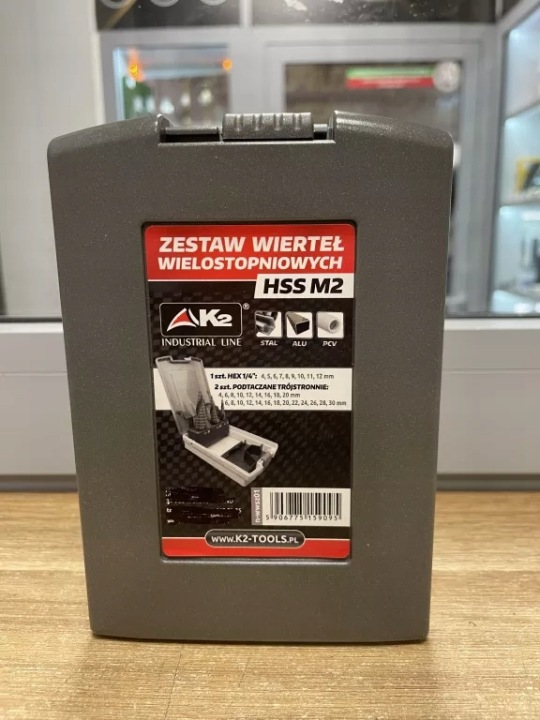 ZESTAW WIERTEŁ
WIELOSTOPNIOWYCH
HSS M2
K2®
INDUSTRIAL LINE
STAL ALU PCV
1 szt. HEX 1/4": 4, 5, 6, 7, 8, 9, 10, 11, 12 mm
2 szt. PODTACZANE TRÓJSTRONNIE:
4, 6, 8, 10, 12, 14, 16, 18, 20 mm
6, 8, 10, 12, 14, 16, 18, 20, 22, 24, 26, 28, 30 mm
5 906775 159095
WWW.K2-TOOLS.PL